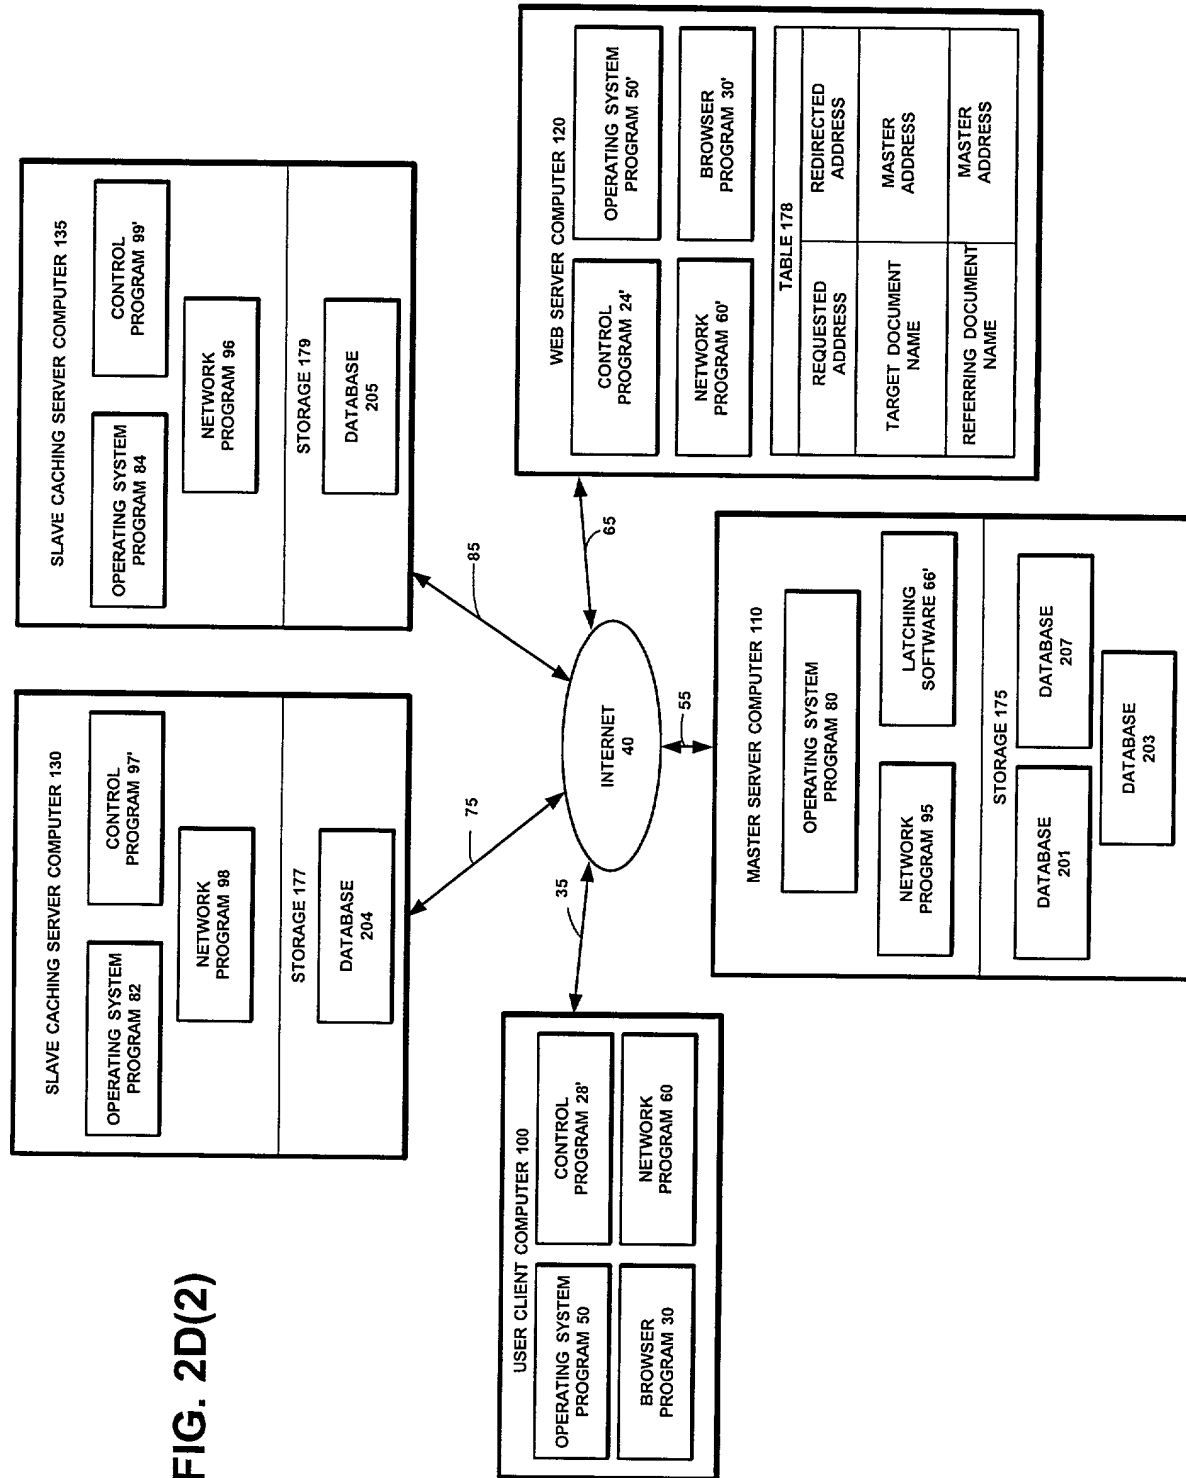 FIG. 2D(2)
SLAVE CACHING SERVER COMPUTER 130
OPERATING SYSTEM
PROGRAM 82
CONTROL
PROGRAM 97'
NETWORK
PROGRAM 98
STORAGE 177
DATABASE
204
SLAVE CACHING SERVER COMPUTER 135
OPERATING SYSTEM
PROGRAM 84
CONTROL
PROGRAM 99'
NETWORK
PROGRAM 96
STORAGE 179
DATABASE
205
USER CLIENT COMPUTER 100
OPERATING SYSTEM
PROGRAM 50
CONTROL
PROGRAM 28'
BROWSER
PROGRAM 30
NETWORK
PROGRAM 60
35
75
85
INTERNET
40
55
65
WEB SERVER COMPUTER 120
CONTROL
PROGRAM 24'
OPERATING SYSTEM
PROGRAM 50'
NETWORK
PROGRAM 60'
BROWSER
PROGRAM 30'
TABLE 178
REQUESTED
ADDRESS
REDIRECTED
ADDRESS
TARGET DOCUMENT
NAME
MASTER
ADDRESS
REFERRING DOCUMENT
NAME
MASTER
ADDRESS
MASTER SERVER COMPUTER 110
OPERATING SYSTEM
PROGRAM 80
NETWORK
PROGRAM 95
LATCHING
SOFTWARE 66'
STORAGE 175
DATABASE
201
DATABASE
207
DATABASE
203